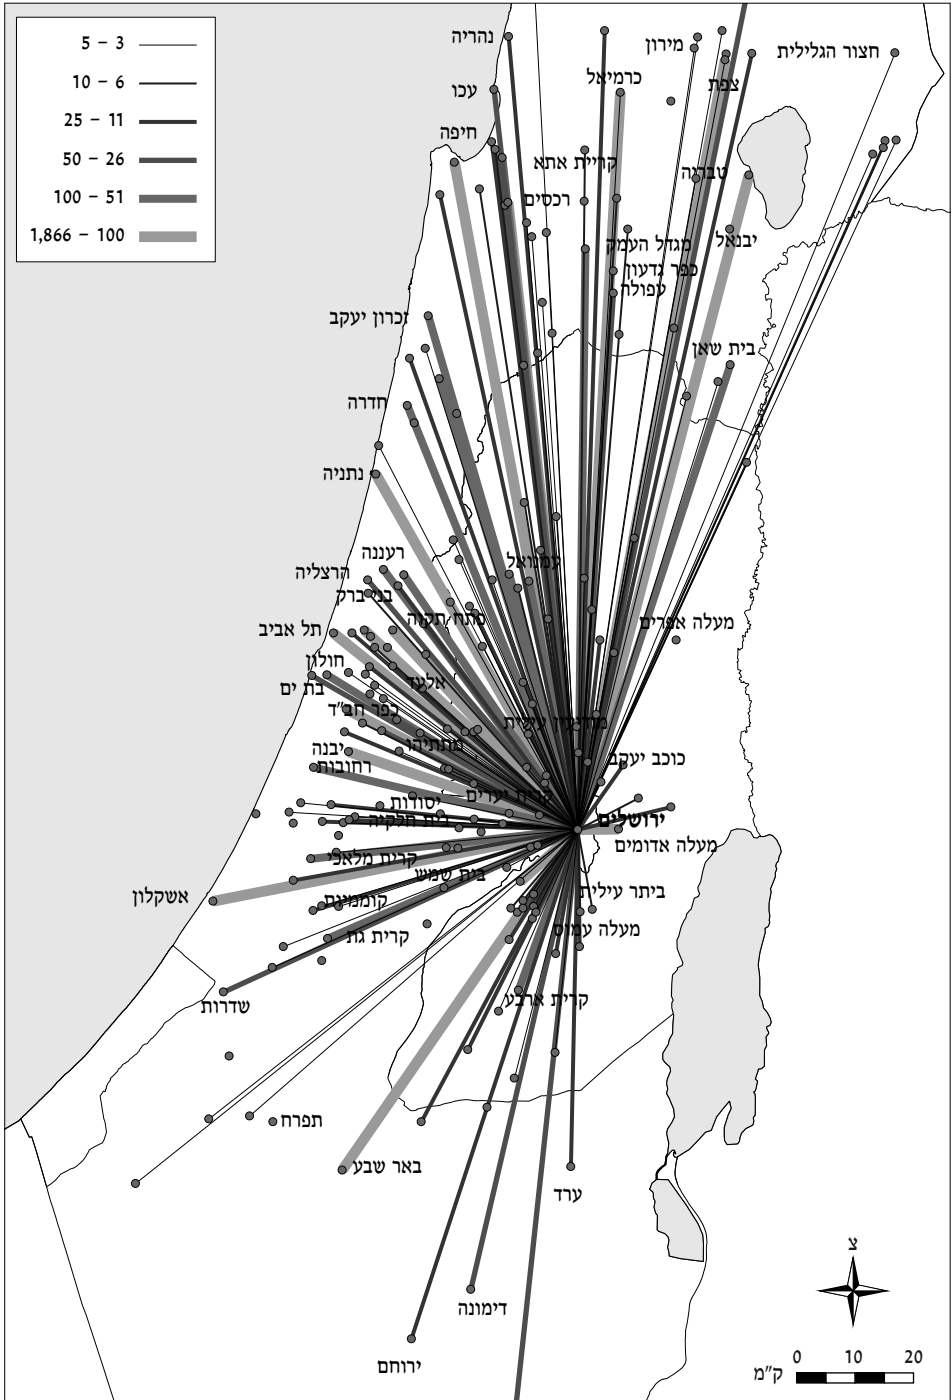 5 – 3
10 – 6
25 – 11
50 – 26
100 – 51
1,866 – 100
נהריה
מירון
חצור הגלילית
עכו
כרמיאל
צפת
חיפה
קריית אתא
טבריה
רכסים
מגדל העמק
יבנאל
כפר גדעון
עפולה
זכרון יעקב
בית שאן
חדרה
נתניה
רעננה
עמנואל
הרצליה
בני ברק
פתח תקוה
מעלה אפרים
תל אביב
חולון
אלעד
בת ים
כפר חב"ד
מודיעין עילית
מתתיהו
יבנה
כוכב יעקב
רחובות
קרית יערים
יסודות
בית חלקיה
ירושלים
מעלה אדומים
קרית מלאכי
בית שמש
ביתר עילית
אשקלון
קוממיות
מעלה עמוס
קרית גת
קרית ארבע
שדרות
תפרח
באר שבע
ערד
דימונה
ירוחם
צ
0 10 20
ק"מ